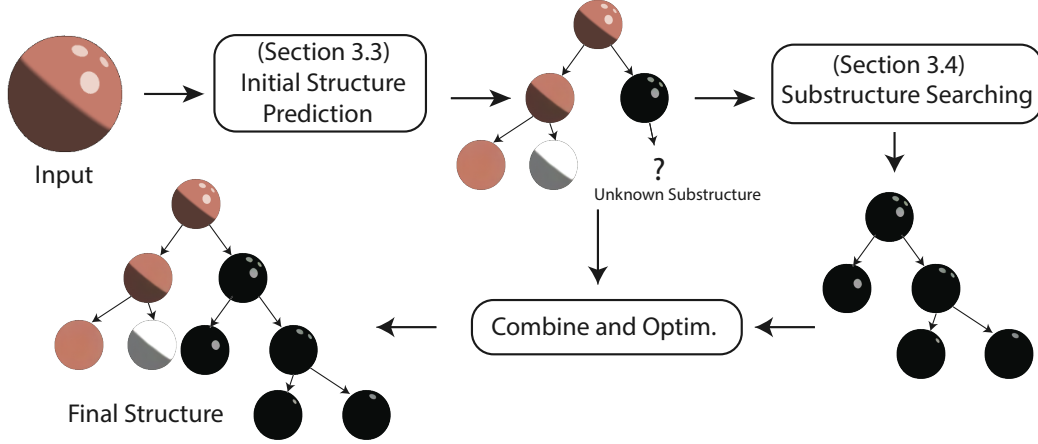 (Section 3.3)
Initial Structure
Prediction
(Section 3.4)
Substructure Searching
Input
?
Unknown Substructure
Combine and Optim.
Final Structure